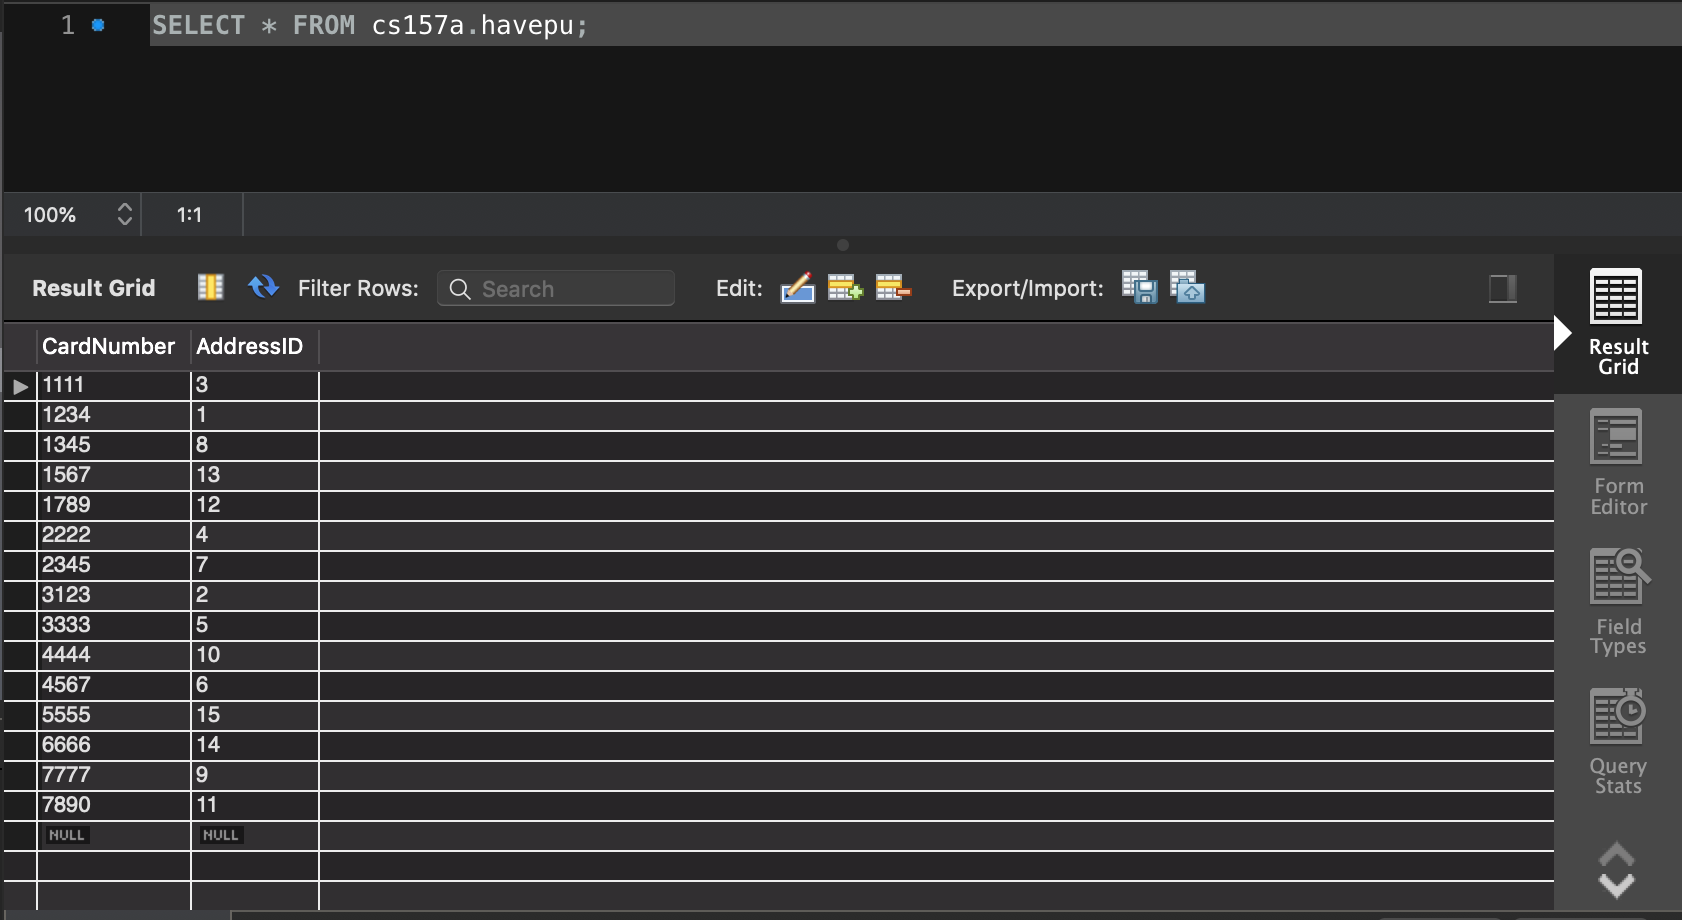 1 SELECT * FROM cs157a.havepu;
100% 1:1
Result Grid Filter Rows: Search Edit: Export/Import:
CardNumber AddressID
1111 3
1234 1
1345 8
1567 13
1789 12
2222 4
2345 7
3123 2
3333 5
4444 10
4567 6
5555 15
6666 14
7777 9
7890 11
NULL NULL
Result
Grid
Form
Editor
Field
Types
Query
Stats